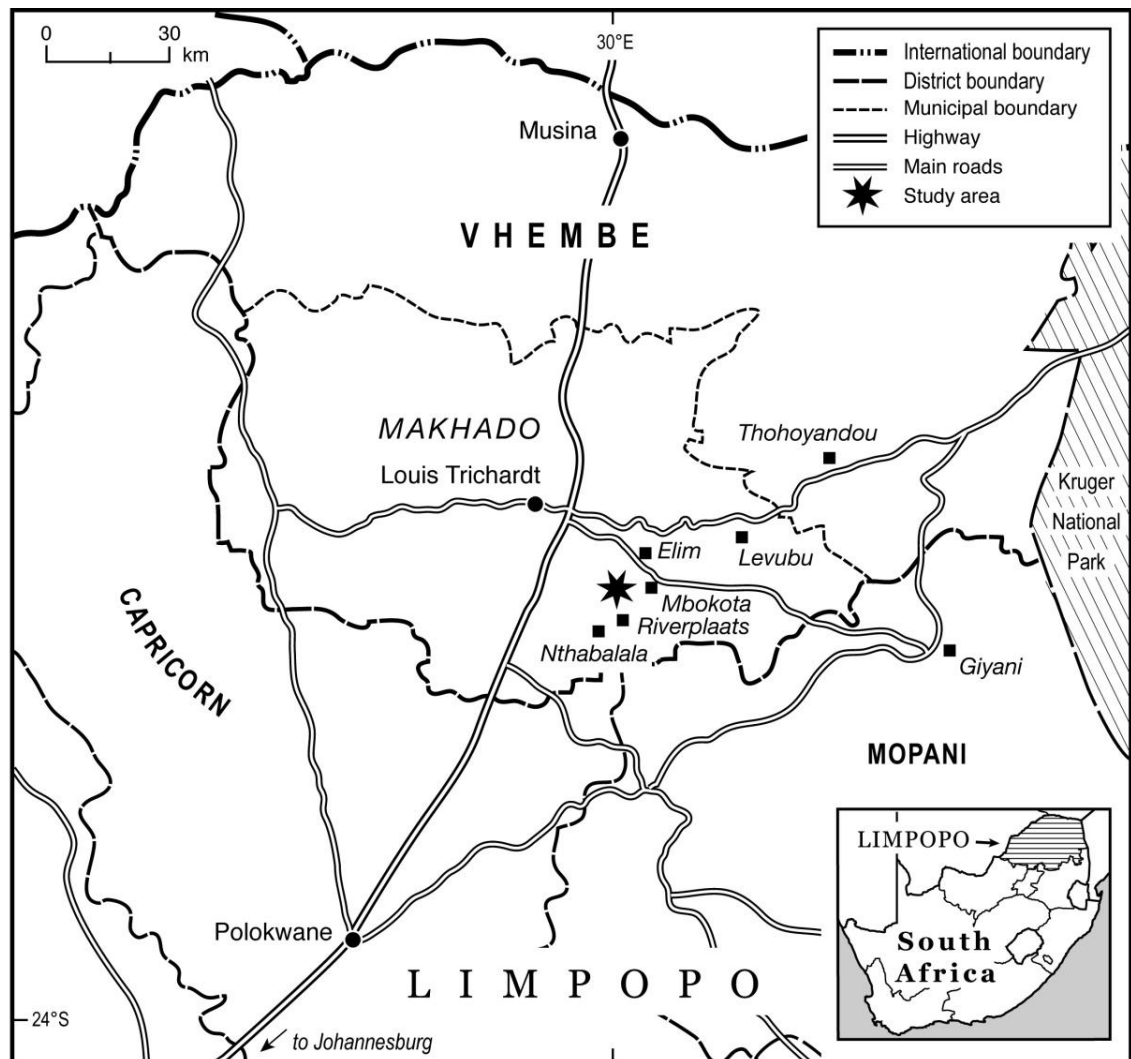 0 30
km
30°E
International boundary
District boundary
Municipal boundary
Highway
Main roads
Study area
Musina
VHEMBE
MAKHADO
Louis Trichardt
Thohoyandou
Kruger
National
Park
Elim
Levubu
Mbokota
Riverplaats
Nthabalala
Giyani
CAPRICORN
MOPANI
LIMPOPO
South
Africa
Polokwane
LIMPOPO
24°S
to Johannesburg